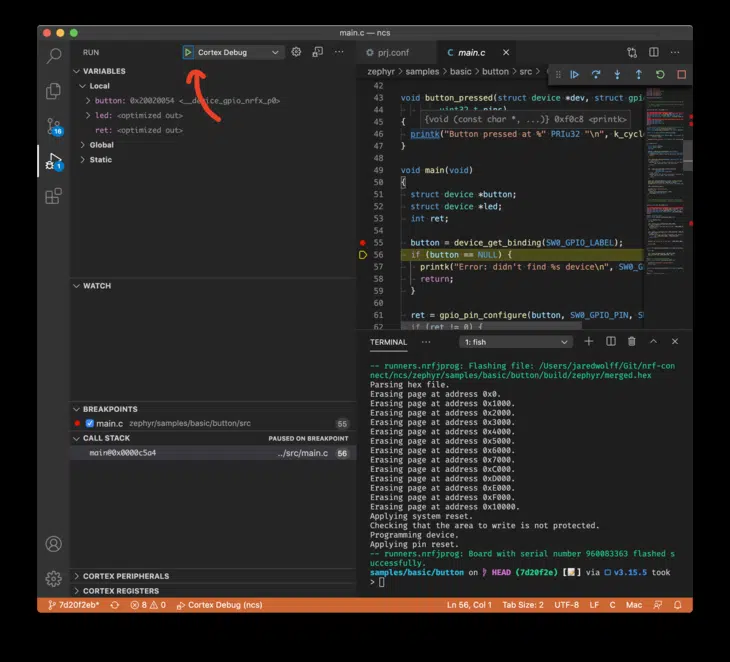 main.c — ncs
RUN
Cortex Debug
prj.conf
C main.c
zephyr > samples > basic > button > src >
VARIABLES
Local
button: 0x20020054 <__device_gpio_nrfx_p0>
led: <optimized out>
ret: <optimized out>
Global
Static
WATCH
BREAKPOINTS
main.c zephyr/samples/basic/button/src 55
CALL STACK PAUSED ON BREAKPOINT
main@0x0000c5a4 ../src/main.c 56
CORTEX PERIPHERALS
CORTEX REGISTERS
18
1
42
43 void button_pressed(struct device *dev, struct gpi
44 uint32_t pins)
45 {
{void (const char *, ...)} 0xf0c8 <printk>
46 printk("Button pressed at %" PRIu32 "\n", k_cycl
47 }
48
49 void main(void)
50 {
51 struct device *button;
52 struct device *led;
53 int ret;
54
55 button = device_get_binding(SW0_GPIO_LABEL);
56 if (button == NULL) {
57 printk("Error: didn't find %s device\n", SW0_G
58 return;
59 }
60
61 ret = gpio_pin_configure(button, SW0_GPIO_PIN, S
62 if (ret != 0) {
TERMINAL
1: fish
-- runners.nrfjprog: Flashing file: /Users/jaredwolff/Git/nrf-con
nect/ncs/zephyr/samples/basic/button/build/zephyr/merged.hex
Parsing hex file.
Erasing page at address 0x0.
Erasing page at address 0x1000.
Erasing page at address 0x2000.
Erasing page at address 0x3000.
Erasing page at address 0x4000.
Erasing page at address 0x5000.
Erasing page at address 0x6000.
Erasing page at address 0x7000.
Erasing page at address 0xC000.
Erasing page at address 0xD000.
Erasing page at address 0xE000.
Erasing page at address 0xF000.
Erasing page at address 0x10000.
Applying system reset.
Checking that the area to write is not protected.
Programming device.
Applying pin reset.
-- runners.nrfjprog: Board with serial number 960083363 flashed s
uccessfully.
samples/basic/button on HEAD (7d20f2e) [ ] via v3.15.5 took
>
7d20f2eb* 8 0 Cortex Debug (ncs) Ln 56, Col 1 Tab Size: 2 UTF-8 LF C Mac